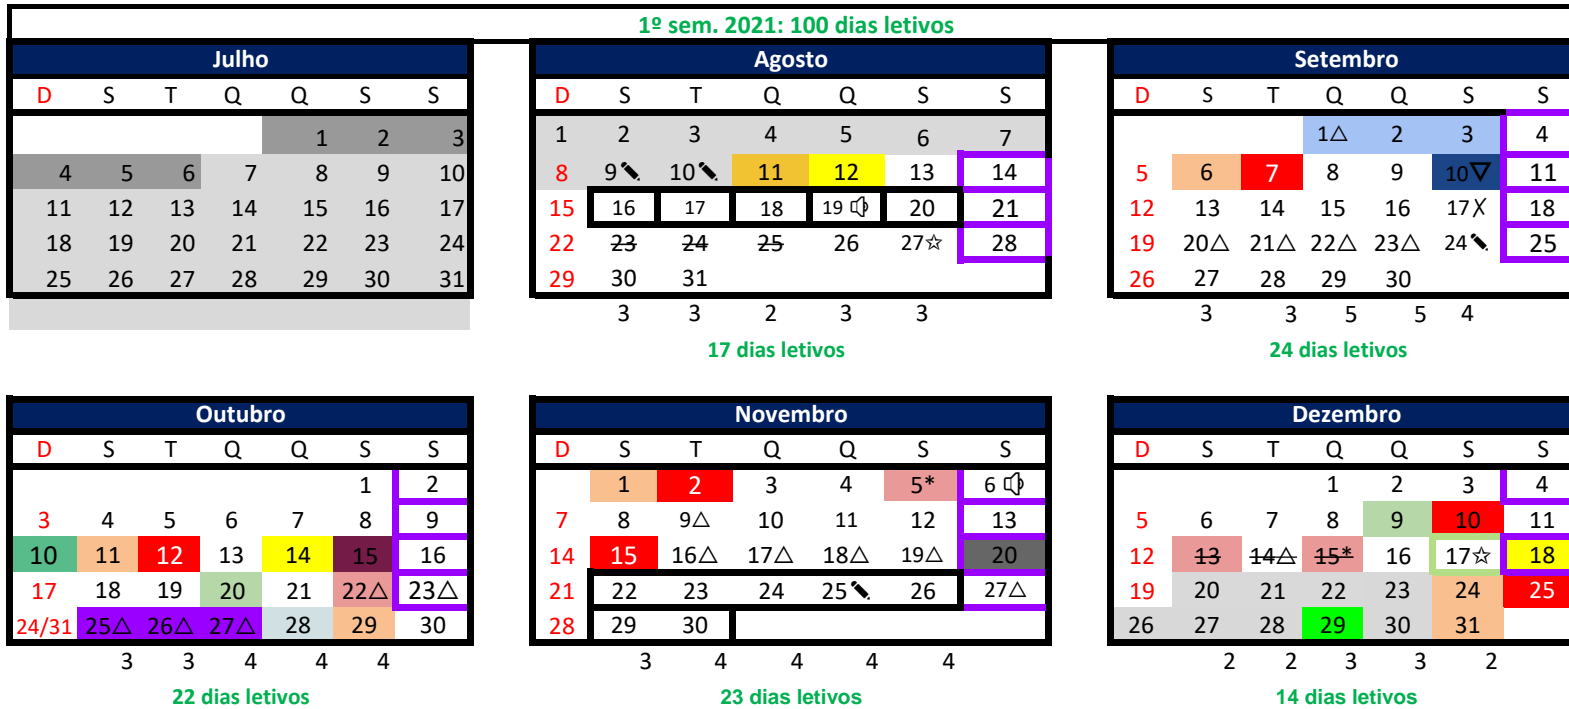 1º sem. 2021: 100 dias letivos
Julho
D S T Q Q S S
1 2 3
4 5 6 7 8 9 10
11 12 13 14 15 16 17
18 19 20 21 22 23 24
25 26 27 28 29 30 31
Agosto
D S T Q Q S S
1 2 3 4 5 6 7
8 9✎ 10✎ 11 12 13 14
15 16 17 18 19 🕩 20 21
22 23 24 25 26 27☆ 28
29 30 31
3 3 2 3 3
17 dias letivos
Setembro
D S T Q Q S S
1△ 2 3 4
5 6 7 8 9 10▽ 11
12 13 14 15 16 17X 18
19 20△ 21△ 22△ 23△ 24✎ 25
26 27 28 29 30
3 3 5 5 4
24 dias letivos
Outubro
D S T Q Q S S
1 2
3 4 5 6 7 8 9
10 11 12 13 14 15 16
17 18 19 20 21 22△ 23△
24/31 25△ 26△ 27△ 28 29 30
3 3 4 4 4
22 dias letivos
Novembro
D S T Q Q S S
1 2 3 4 5* 6 🕩
7 8 9△ 10 11 12 13
14 15 16△ 17△ 18△ 19△ 20
21 22 23 24 25✎ 26 27△
28 29 30
3 4 4 4 4
23 dias letivos
Dezembro
D S T Q Q S S
1 2 3 4
5 6 7 8 9 10 11
12 13 14△ 15* 16 17☆ 18
19 20 21 22 23 24 25
26 27 28 29 30 31
2 2 3 3 2
14 dias letivos